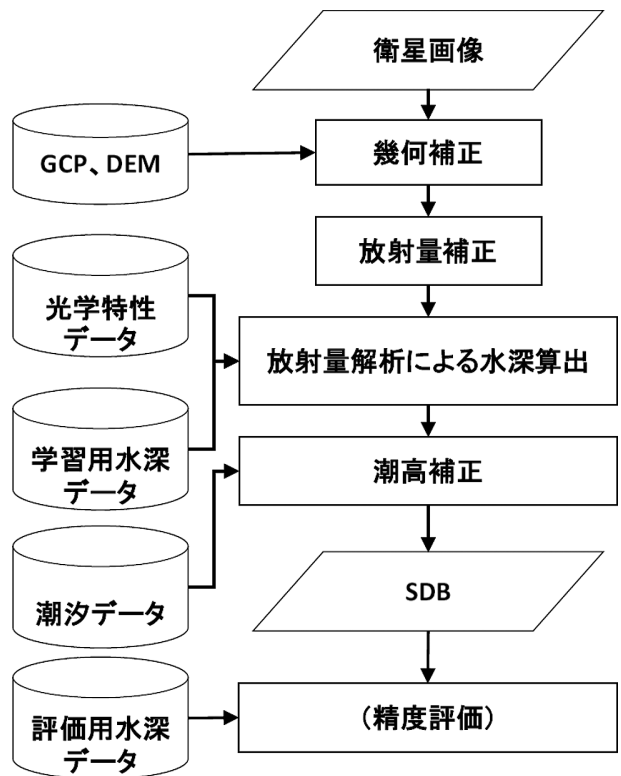 衛星画像
GCP、DEM
幾何補正
放射量補正
光学特性
データ
放射量解析による水深算出
学習用水深
データ
潮高補正
潮汐データ
SDB
評価用水深
データ
(精度評価)